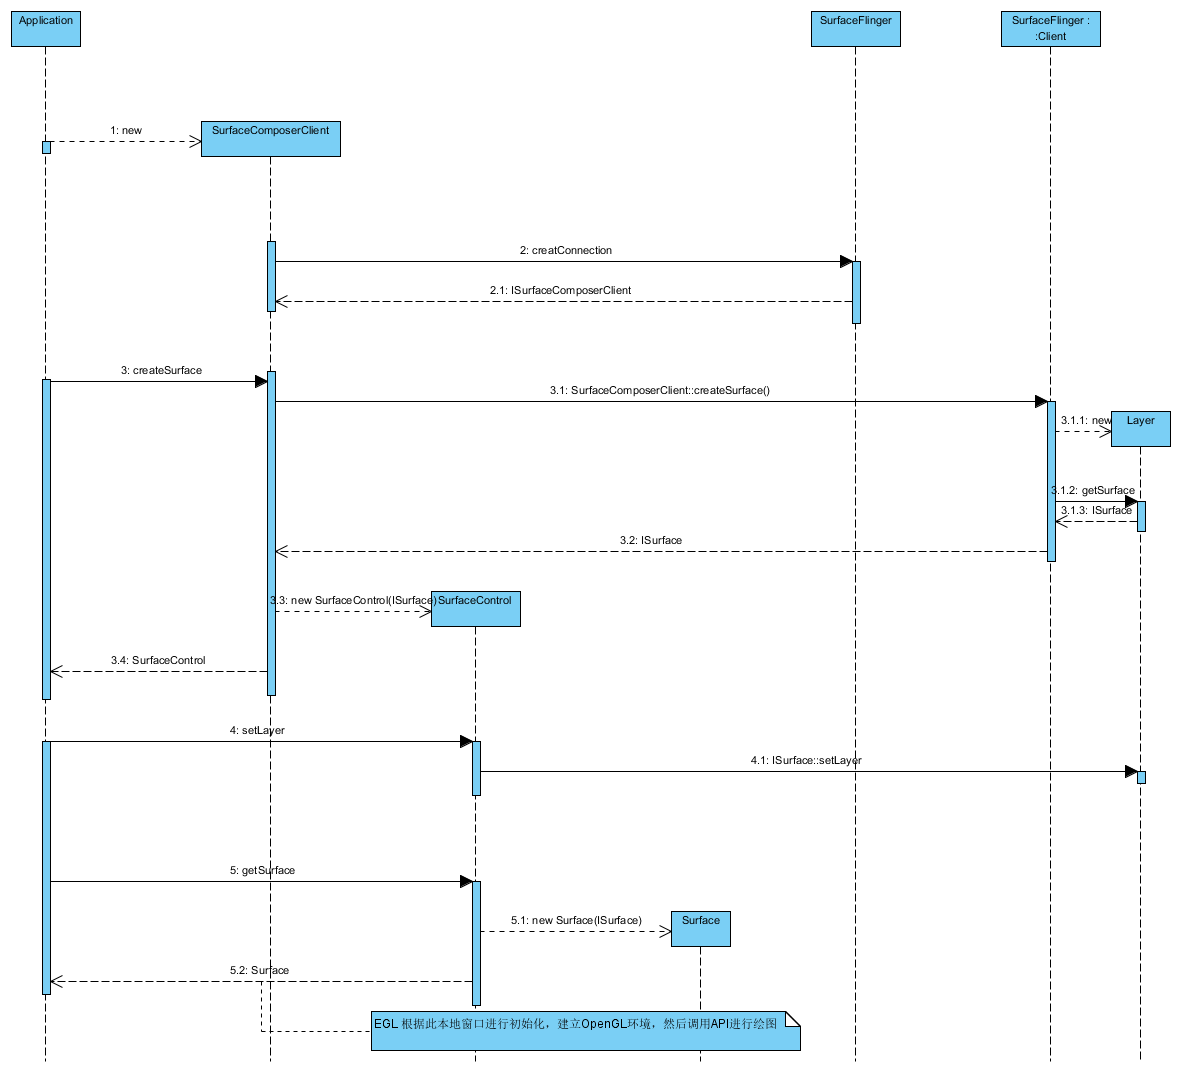 Application
SurfaceFlinger
SurfaceFlinger :
:Client
1: new
SurfaceComposerClient
2: creatConnection
2.1: ISurfaceComposerClient
3: createSurface
3.1: SurfaceComposerClient::createSurface()
3.1.1: new
Layer
3.1.2: getSurface
3.1.3: ISurface
3.2: ISurface
3.3: new SurfaceControl(ISurface)
SurfaceControl
3.4: SurfaceControl
4: setLayer
4.1: ISurface::setLayer
5: getSurface
5.1: new Surface(ISurface)
Surface
5.2: Surface
EGL 根据此本地窗口进行初始化，建立OpenGL环境，然后调用API进行绘图